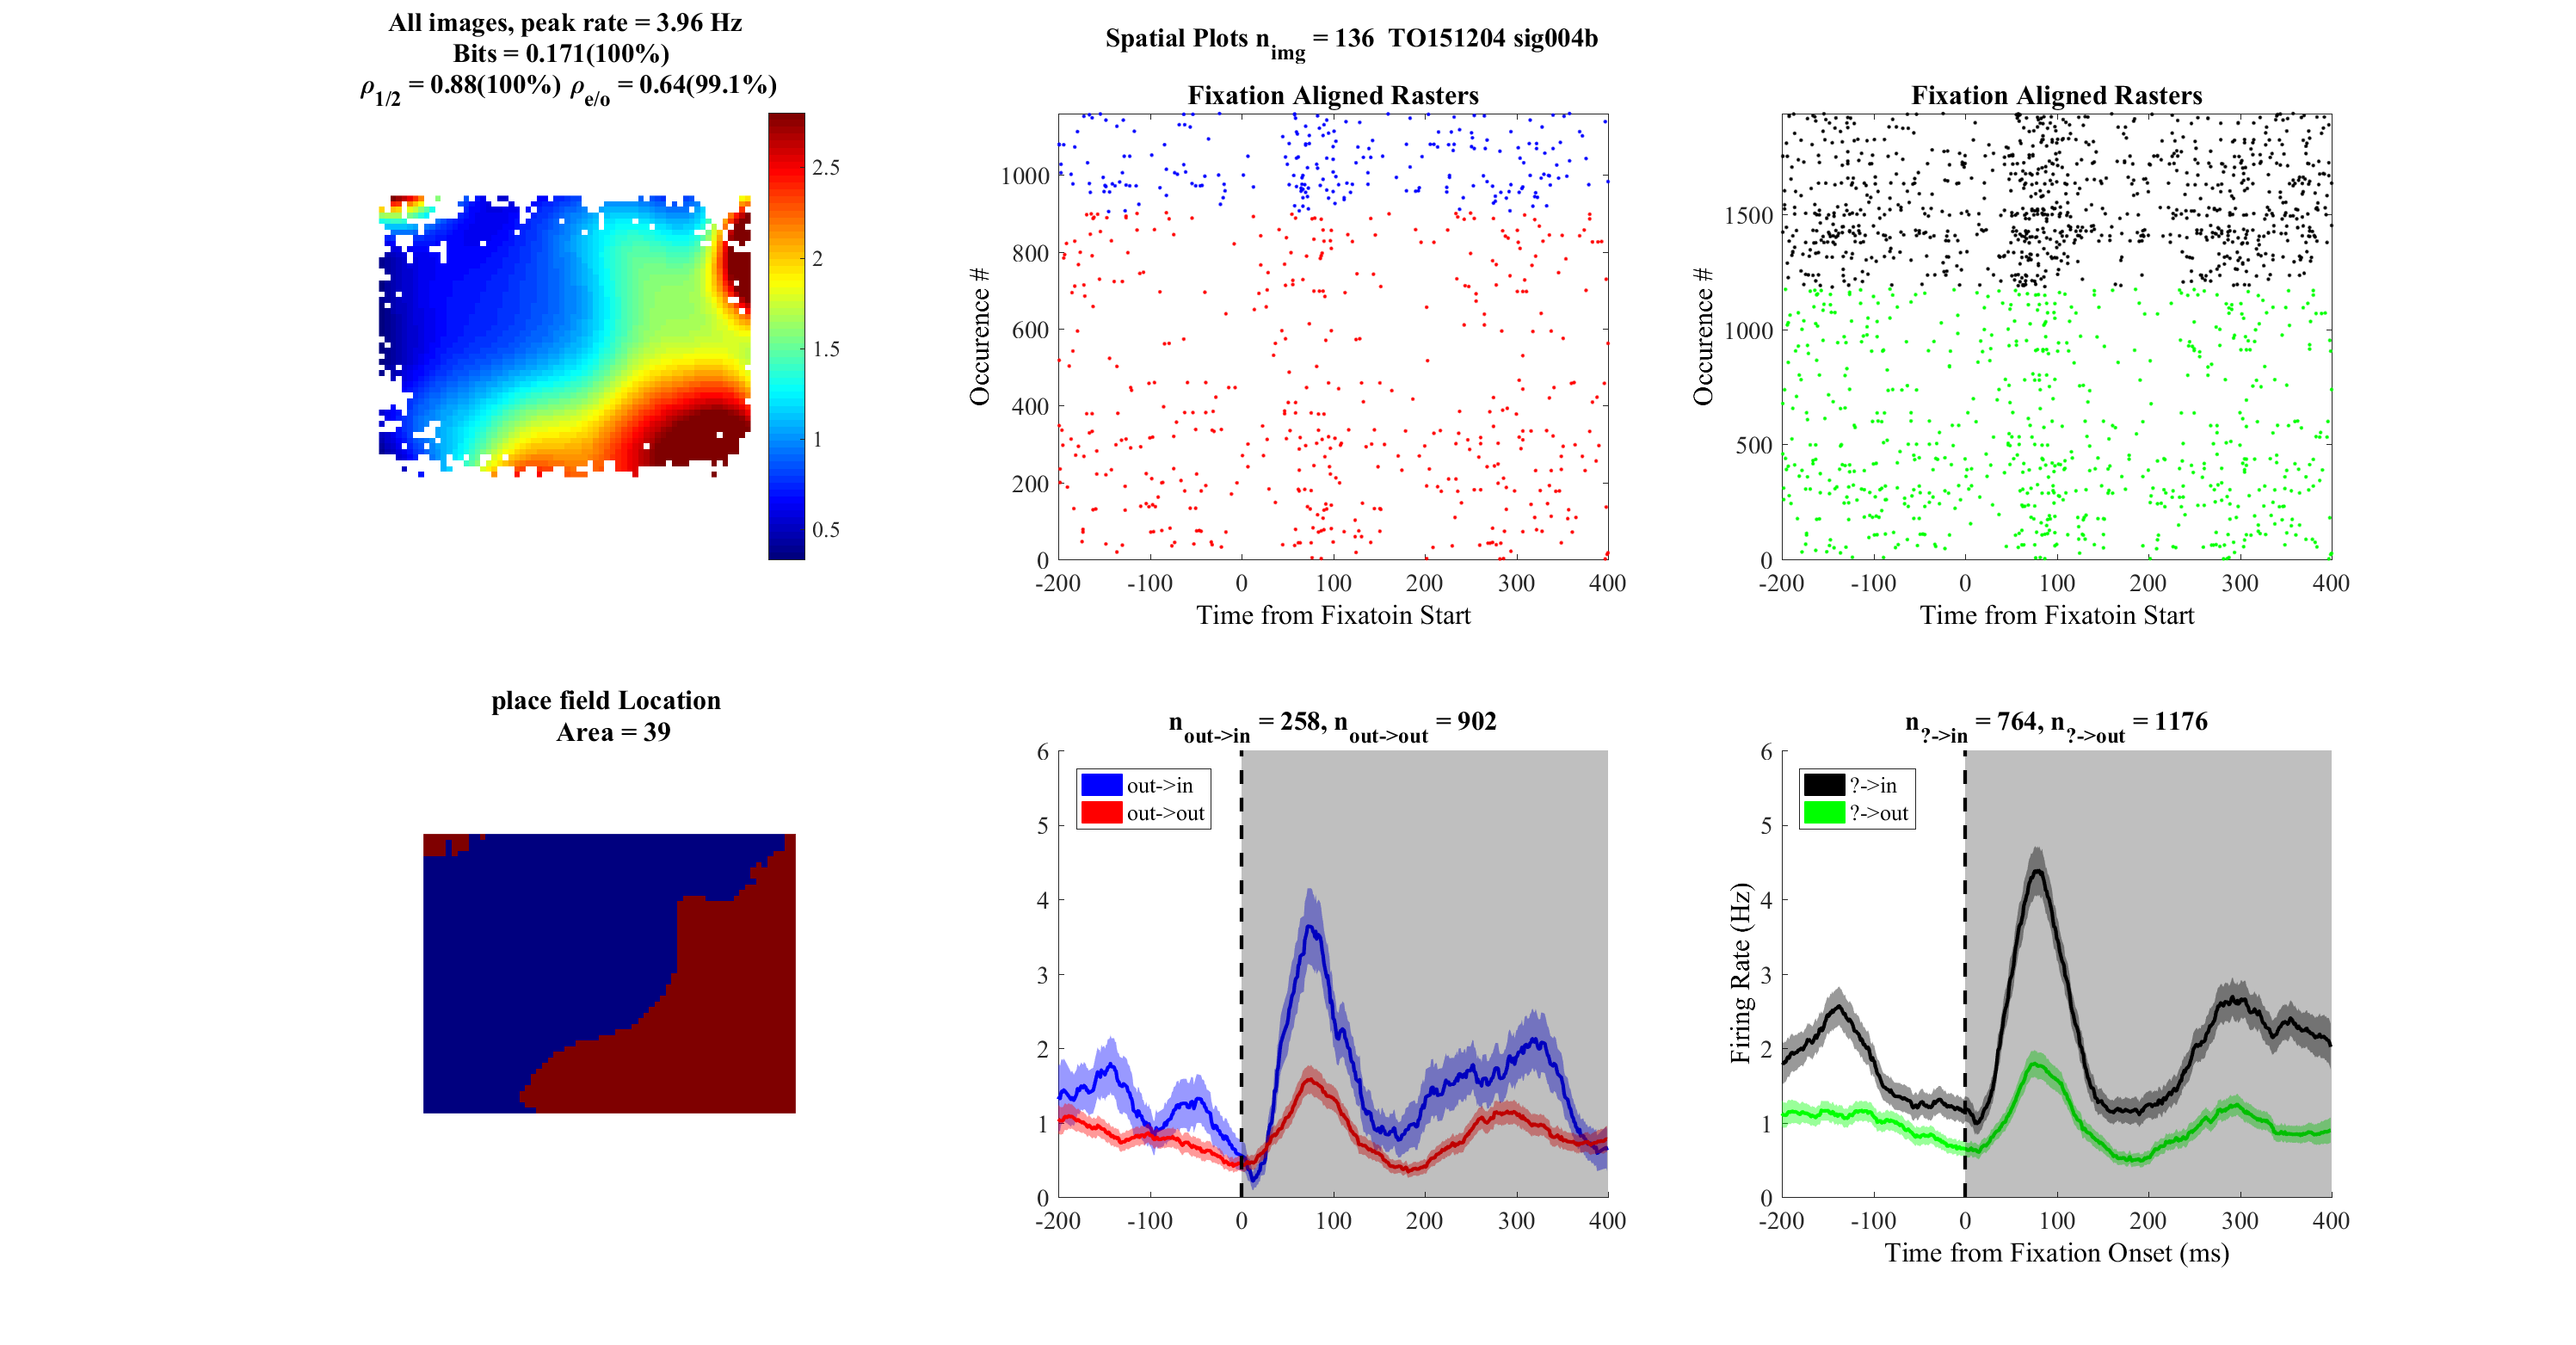 All images, peak rate = 3.96 Hz
Bits = 0.171(100%)
ρ1/2 = 0.88(100%) ρe/o = 0.64(99.1%)
2.5
2
1.5
1
0.5
Spatial Plots nimg = 136 TO151204 sig004b
Fixation Aligned Rasters
Occurence #
1000
800
600
400
200
0
-200 -100 0 100 200 300 400
Time from Fixatoin Start
Fixation Aligned Rasters
Occurence #
1500
1000
500
0
-200 -100 0 100 200 300 400
Time from Fixatoin Start
place field Location
Area = 39
nout->in = 258, nout->out = 902
6
5
4
3
2
1
0
out->in
out->out
-200 -100 0 100 200 300 400
n?->in = 764, n?->out = 1176
Firing Rate (Hz)
6
5
4
3
2
1
0
?->in
?->out
-200 -100 0 100 200 300 400
Time from Fixation Onset (ms)